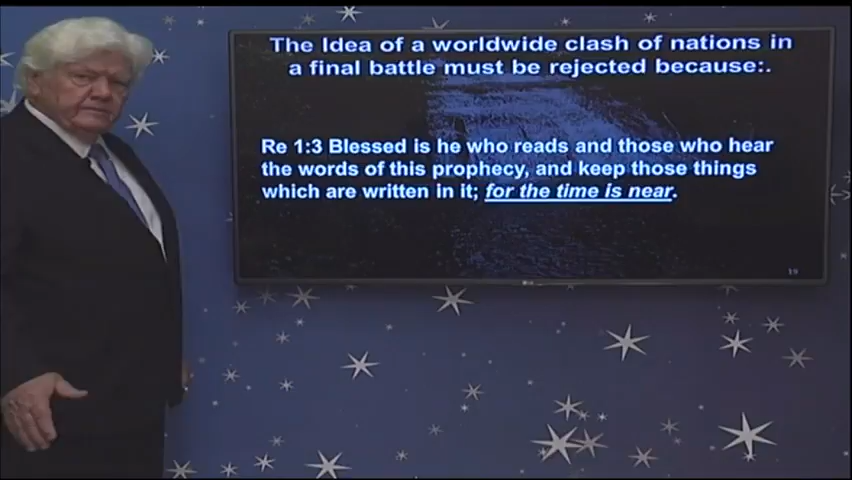 The Idea of a worldwide clash of nations in
a final battle must be rejected because:.
Re 1:3 Blessed is he who reads and those who hear
the words of this prophecy, and keep those things
which are written in it; for the time is near.
19
LG